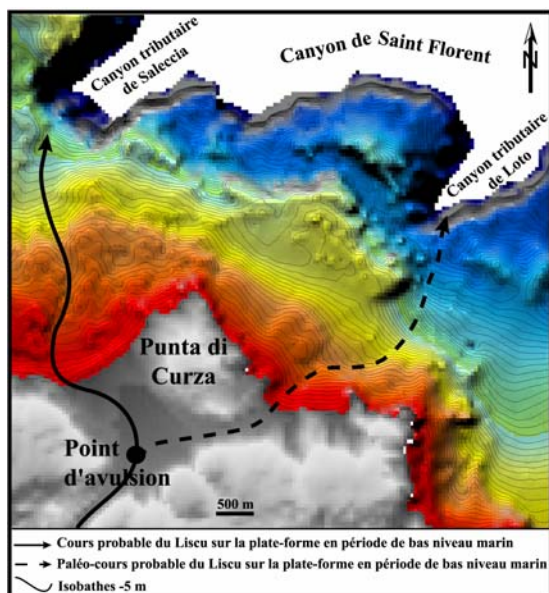 Canyon tributaire
de Saleccia
Canyon de Saint Florent
N
Canyon tributaire
de Loto
Punta di
Curza
Point
d'avulsion
500 m
Cours probable du Liscu sur la plate-forme en période de bas niveau marin
Paléo-cours probable du Liscu sur la plate-forme en période de bas niveau marin
Isobathes -5 m